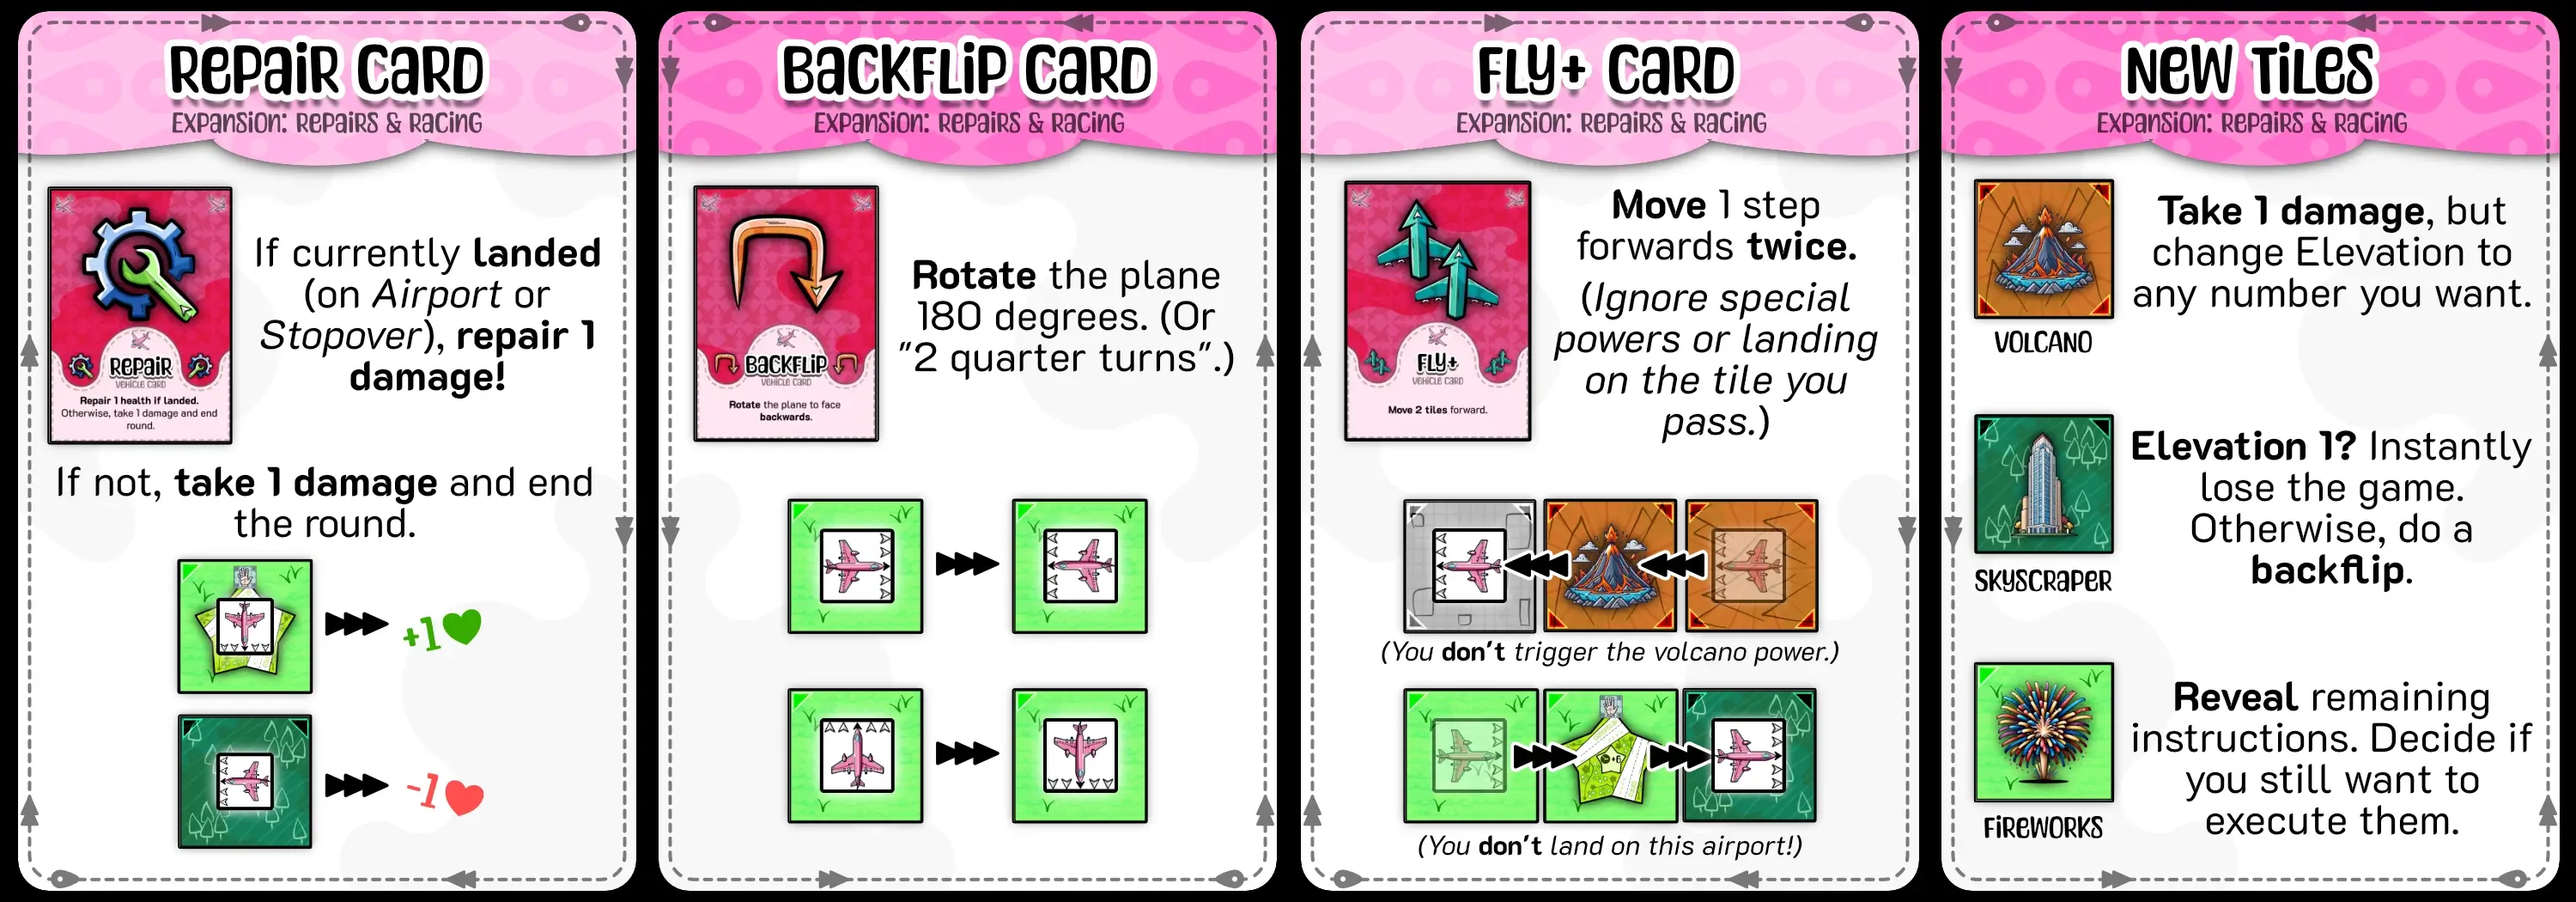 Repair Card
Expansion: Repairs & Racing
If currently landed
(on Airport or
Stopover), repair 1
damage!
Repair
Vehicle Card
Repair 1 health if landed.
Otherwise, take 1 damage and end
round.
If not, take 1 damage and end
the round.
+1
-1
Backflip Card
Expansion: Repairs & Racing
Rotate the plane
180 degrees. (Or
"2 quarter turns".)
Backflip
Vehicle Card
Rotate the plane to face
backwards.
Fly+ Card
Expansion: Repairs & Racing
Move 1 step
forwards twice.
(Ignore special
powers or landing
on the tile you
pass.)
Fly+
Vehicle Card
Move 2 tiles forward.
(You don't trigger the volcano power.)
+6
(You don't land on this airport!)
New Tiles
Expansion: Repairs & Racing
Take 1 damage, but
change Elevation to
any number you want.
Volcano
Elevation 1? Instantly
lose the game.
Otherwise, do a
backflip.
Skyscraper
Reveal remaining
instructions. Decide if
you still want to
execute them.
Fireworks